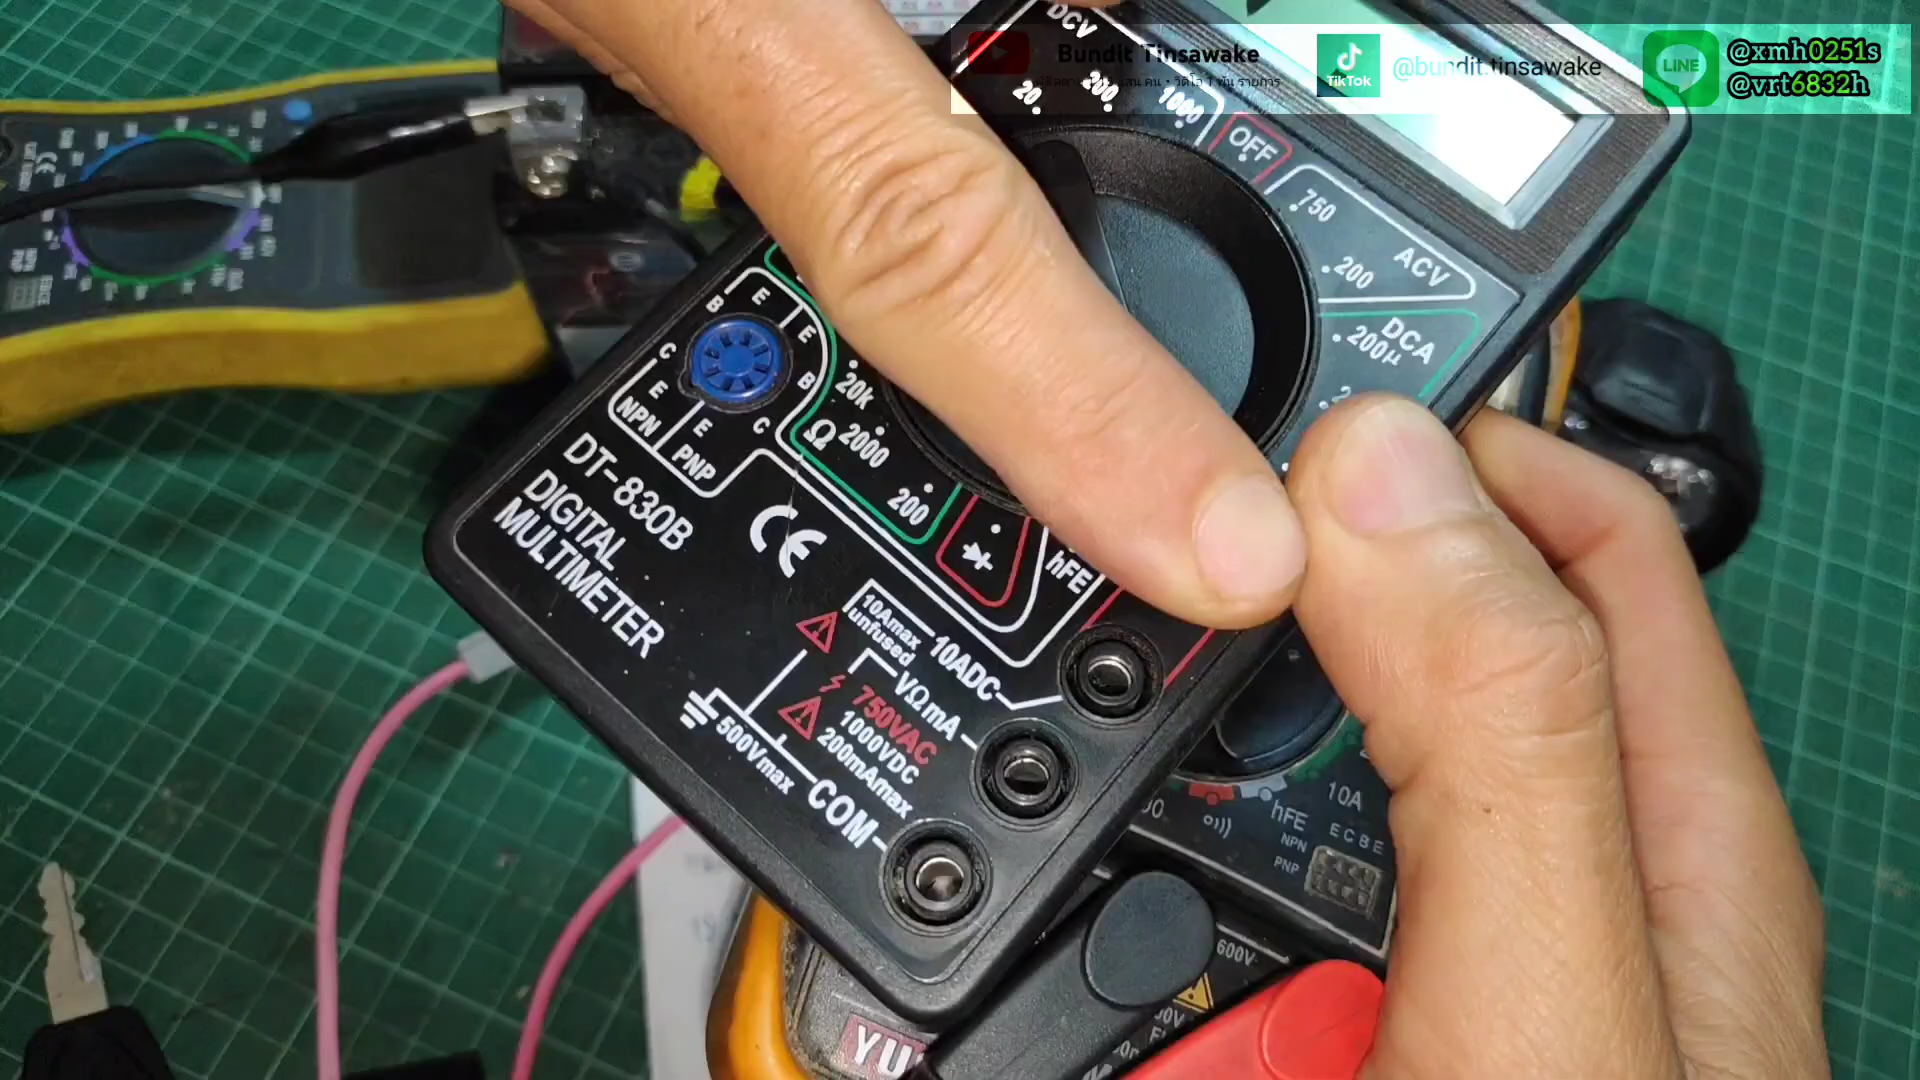 Bundit Tinsawake
TikTok
@bundit.tinsawake
LINE
@xmh0251s
@vrt6832h
DCV
20
200
1000
OFF
750
200
ACV
DCA
200µ
E
B
E
C
B
E
C
NPN
E
PNP
20k
Ω
2000
200
hFE
DT-830B
DIGITAL
MULTIMETER
CE
10Amax
unfused
10ADC
VΩmA
750VAC
1000VDC
200mAmax
500Vmax
COM
10A
hFE
NPN
E C B E
PNP
600V
YU